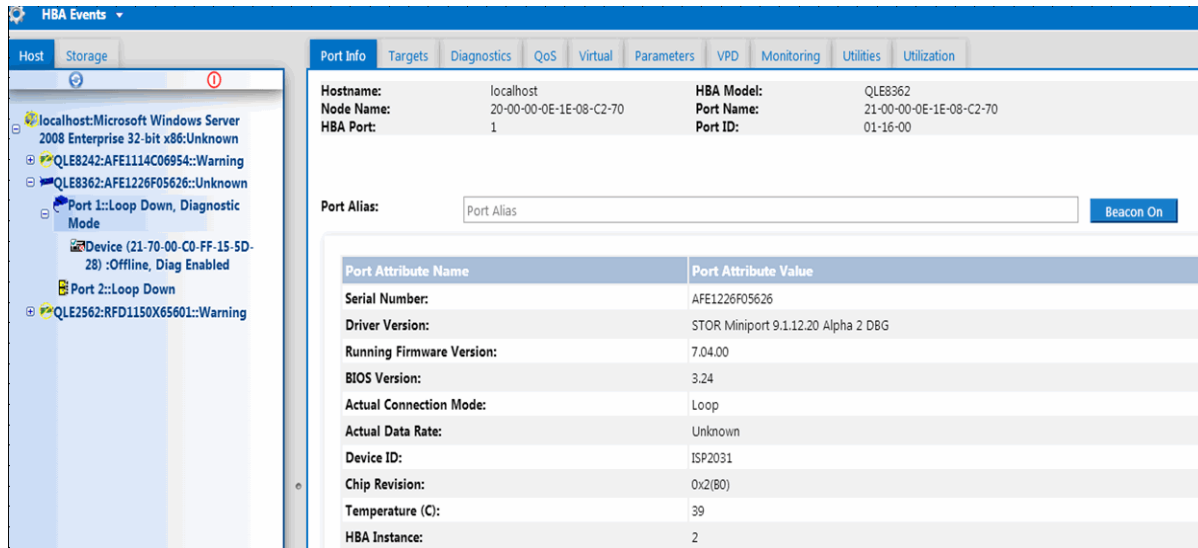 HBA Events
Host
Storage
localhost:Microsoft Windows Server
2008 Enterprise 32-bit x86:Unknown
QLE8242:AFE1114C06954::Warning
QLE8362:AFE1226F05626::Unknown
Port 1::Loop Down, Diagnostic
Mode
Device (21-70-00-C0-FF-15-5D-
28) :Offline, Diag Enabled
Port 2::Loop Down
QLE2562:RFD1150X65601::Warning
Port Info
Targets
Diagnostics
QoS
Virtual
Parameters
VPD
Monitoring
Utilities
Utilization
Hostname: localhost HBA Model: QLE8362
Node Name: 20-00-00-0E-1E-08-C2-70 Port Name: 21-00-00-0E-1E-08-C2-70
HBA Port: 1 Port ID: 01-16-00
Port Alias: Port Alias Beacon On
Port Attribute Name Port Attribute Value
Serial Number: AFE1226F05626
Driver Version: STOR Miniport 9.1.12.20 Alpha 2 DBG
Running Firmware Version: 7.04.00
BIOS Version: 3.24
Actual Connection Mode: Loop
Actual Data Rate: Unknown
Device ID: ISP2031
Chip Revision: 0x2(B0)
Temperature (C): 39
HBA Instance: 2